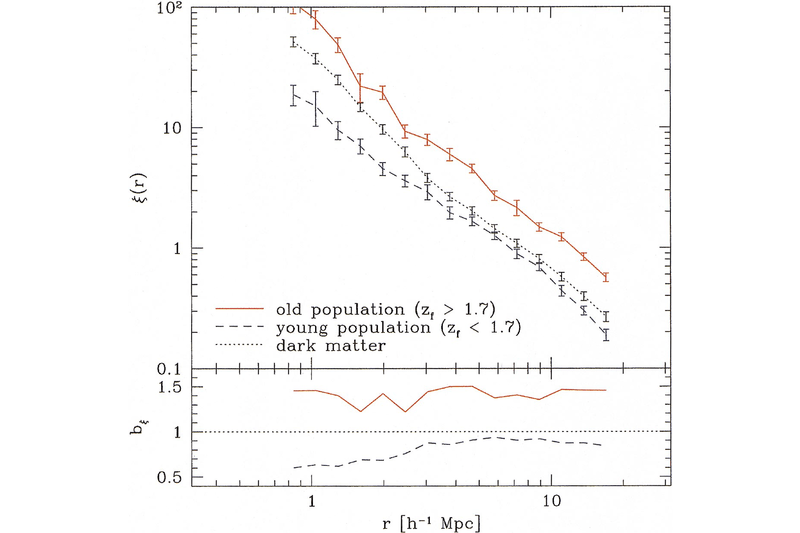 10²
10
1
0.1
ξ(r)
old population (z_f > 1.7)
young population (z_f < 1.7)
dark matter
1.5
1
0.5
b_ξ
1
10
r [h⁻¹ Mpc]